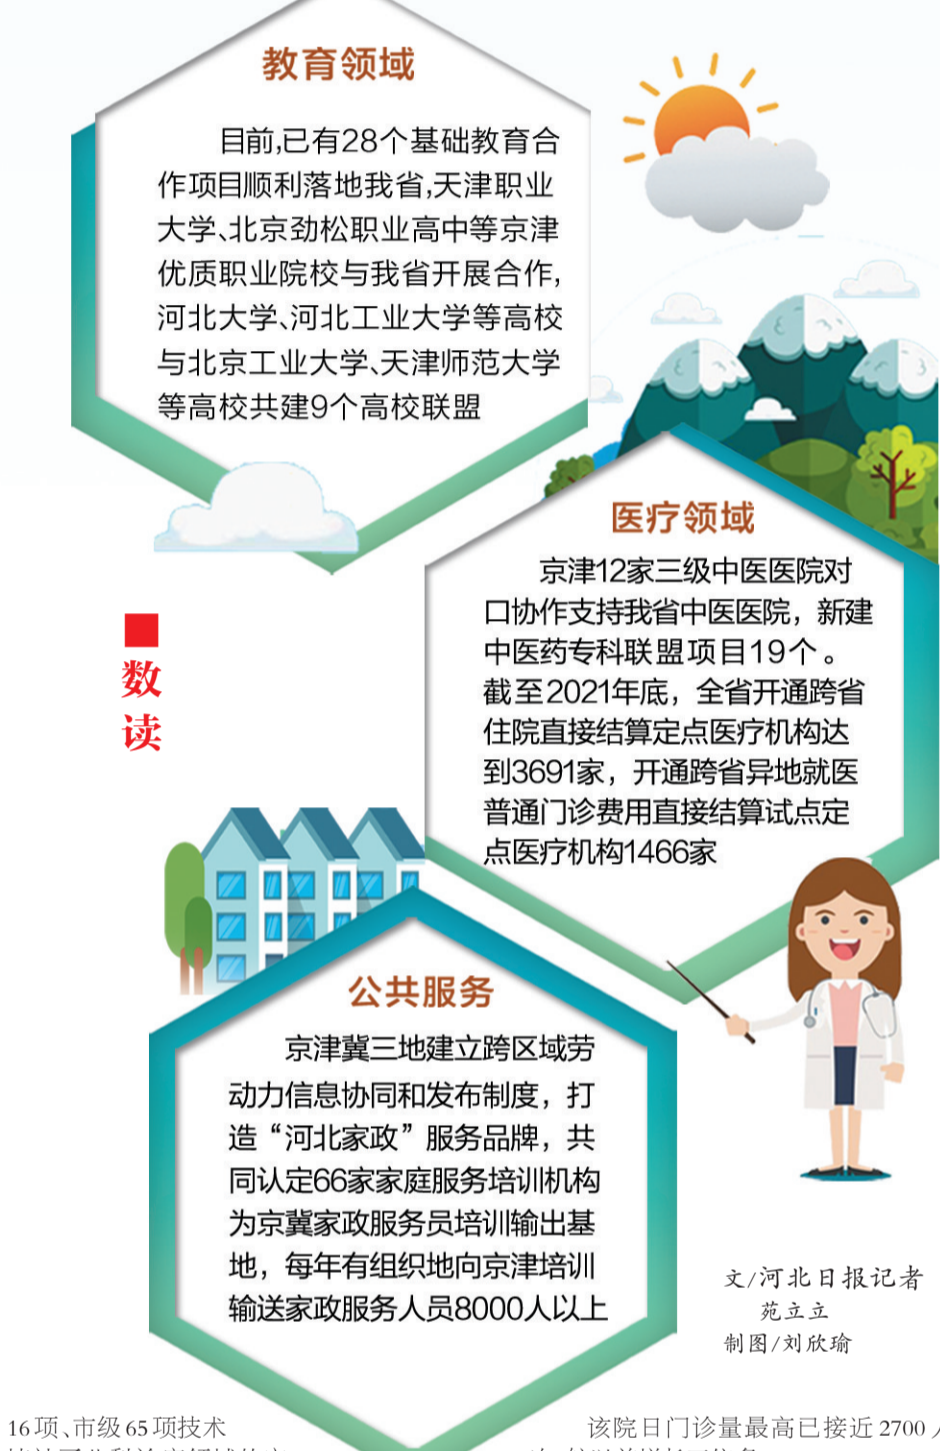 教育领域
目前,已有28个基础教育合
作项目顺利落地我省,天津职业
大学、北京劲松职业高中等京津
优质职业院校与我省开展合作,
河北大学、河北工业大学等高校
与北京工业大学、天津师范大学
等高校共建9个高校联盟
医疗领域
京津12家三级中医医院对
口协作支持我省中医医院，新建
中医药专科联盟项目19个。
截至2021年底，全省开通跨省
住院直接结算定点医疗机构达
到3691家，开通跨省异地就医
普通门诊费用直接结算试点定
点医疗机构1466家
■数读
公共服务
京津冀三地建立跨区域劳
动力信息协同和发布制度，打
造“河北家政”服务品牌，共
同认定66家家庭服务培训机构
为京冀家政服务员培训输出基
地，每年有组织地向京津培训
输送家政服务人员8000人以上
文/河北日报记者
苑立立
制图/刘欣瑜
16项、市级65项技术
该院日门诊量最高已接近2700人